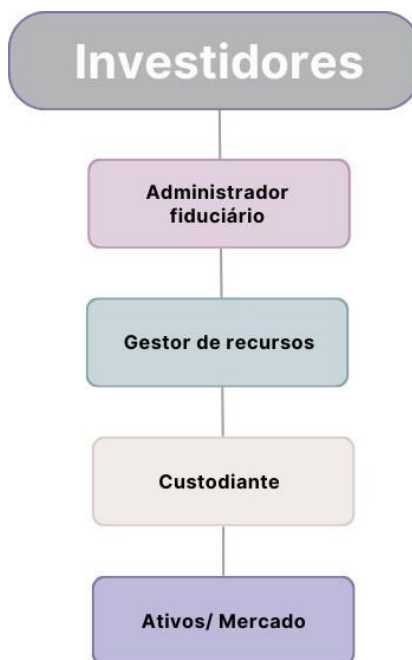 Investidores
Administrador
fiduciário
Gestor de recursos
Custodiante
Ativos/ Mercado